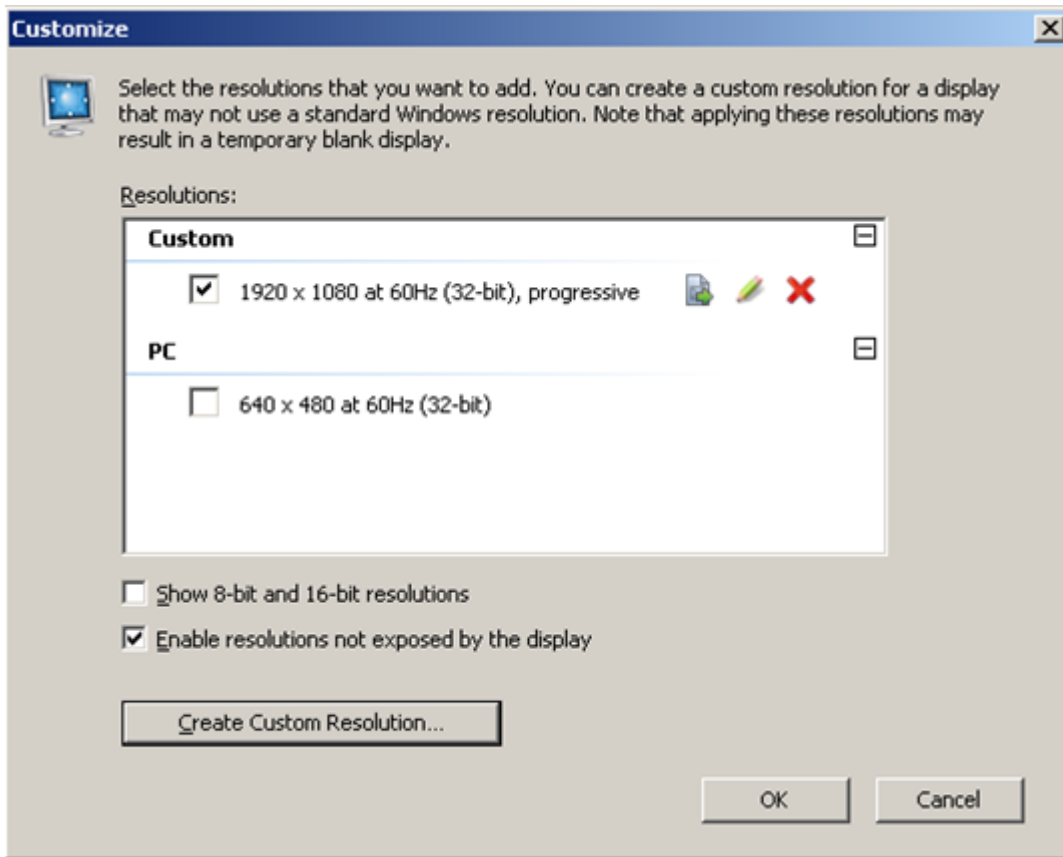 Customize
Select the resolutions that you want to add. You can create a custom resolution for a display
that may not use a standard Windows resolution. Note that applying these resolutions may
result in a temporary blank display.
Resolutions:
Custom
1920 x 1080 at 60Hz (32-bit), progressive
PC
640 x 480 at 60Hz (32-bit)
Show 8-bit and 16-bit resolutions
Enable resolutions not exposed by the display
Create Custom Resolution...
OK
Cancel